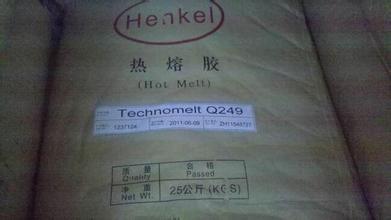 Henkel
热熔胶
(Hot Melt)
Technomelt Q249
1237124 2011-06-09
质量 合格
Quality Passed
净重 25公斤 (KGS)
Net Wt.